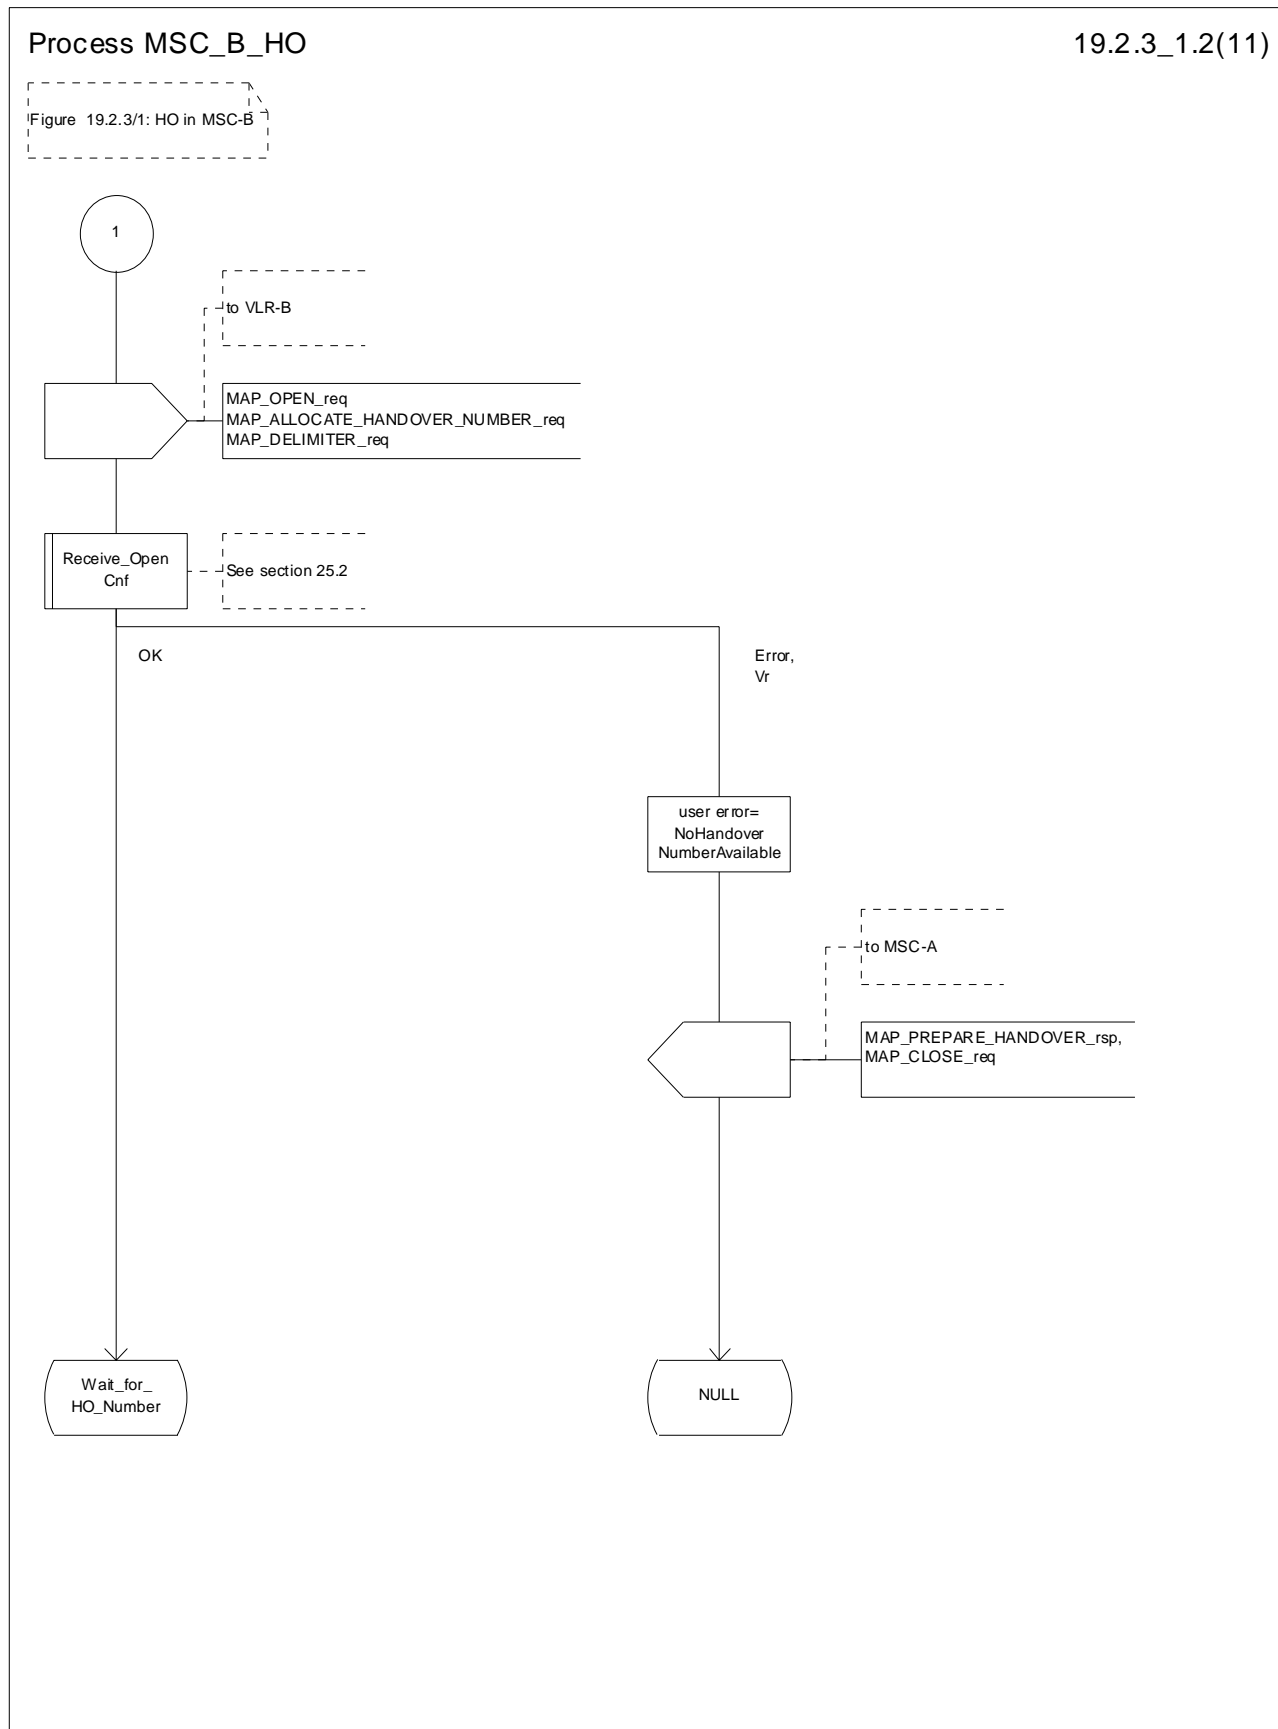 Process MSC_B_HO
19.2.3_1.2(11)
Figure 19.2.3/1: HO in MSC-B
1
to VLR-B
MAP_OPEN_req
MAP_ALLOCATE_HANDOVER_NUMBER_req
MAP_DELIMITER_req
Receive_Open
Cnf
See section 25.2
OK
Error,
Vr
user error=
NoHandover
NumberAvailable
to MSC-A
MAP_PREPARE_HANDOVER_rsp,
MAP_CLOSE_req
Wait_for_
HO_Number
NULL